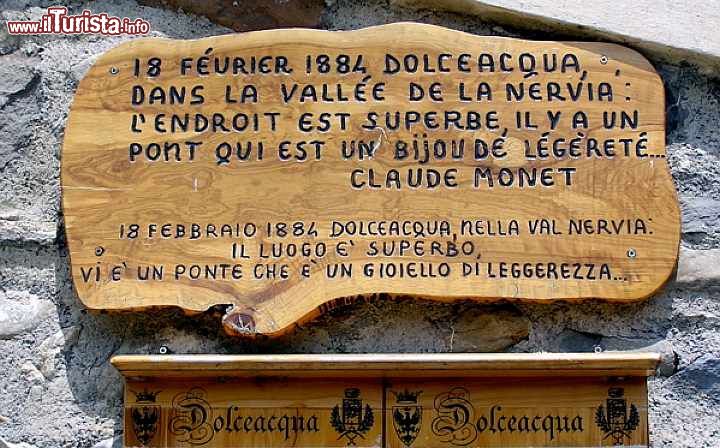 www.ilTurista.info
18 FÉVRIER 1884 DOLCEACQUA,
DANS LA VALLÉE DE LA NERVIA:
L'ENDROIT EST SUPERBE, IL Y A UN
PONT QUI EST UN BIJOU DE LÉGÈRETÉ...
CLAUDE MONET
18 FEBBRAIO 1884 DOLCEACQUA, NELLA VAL NERVIA:
IL LUOGO E' SUPERBO,
VI E' UN PONTE CHE E' UN GIOIELLO DI LEGGEREZZA...
Dolceacqua Dolceacqua